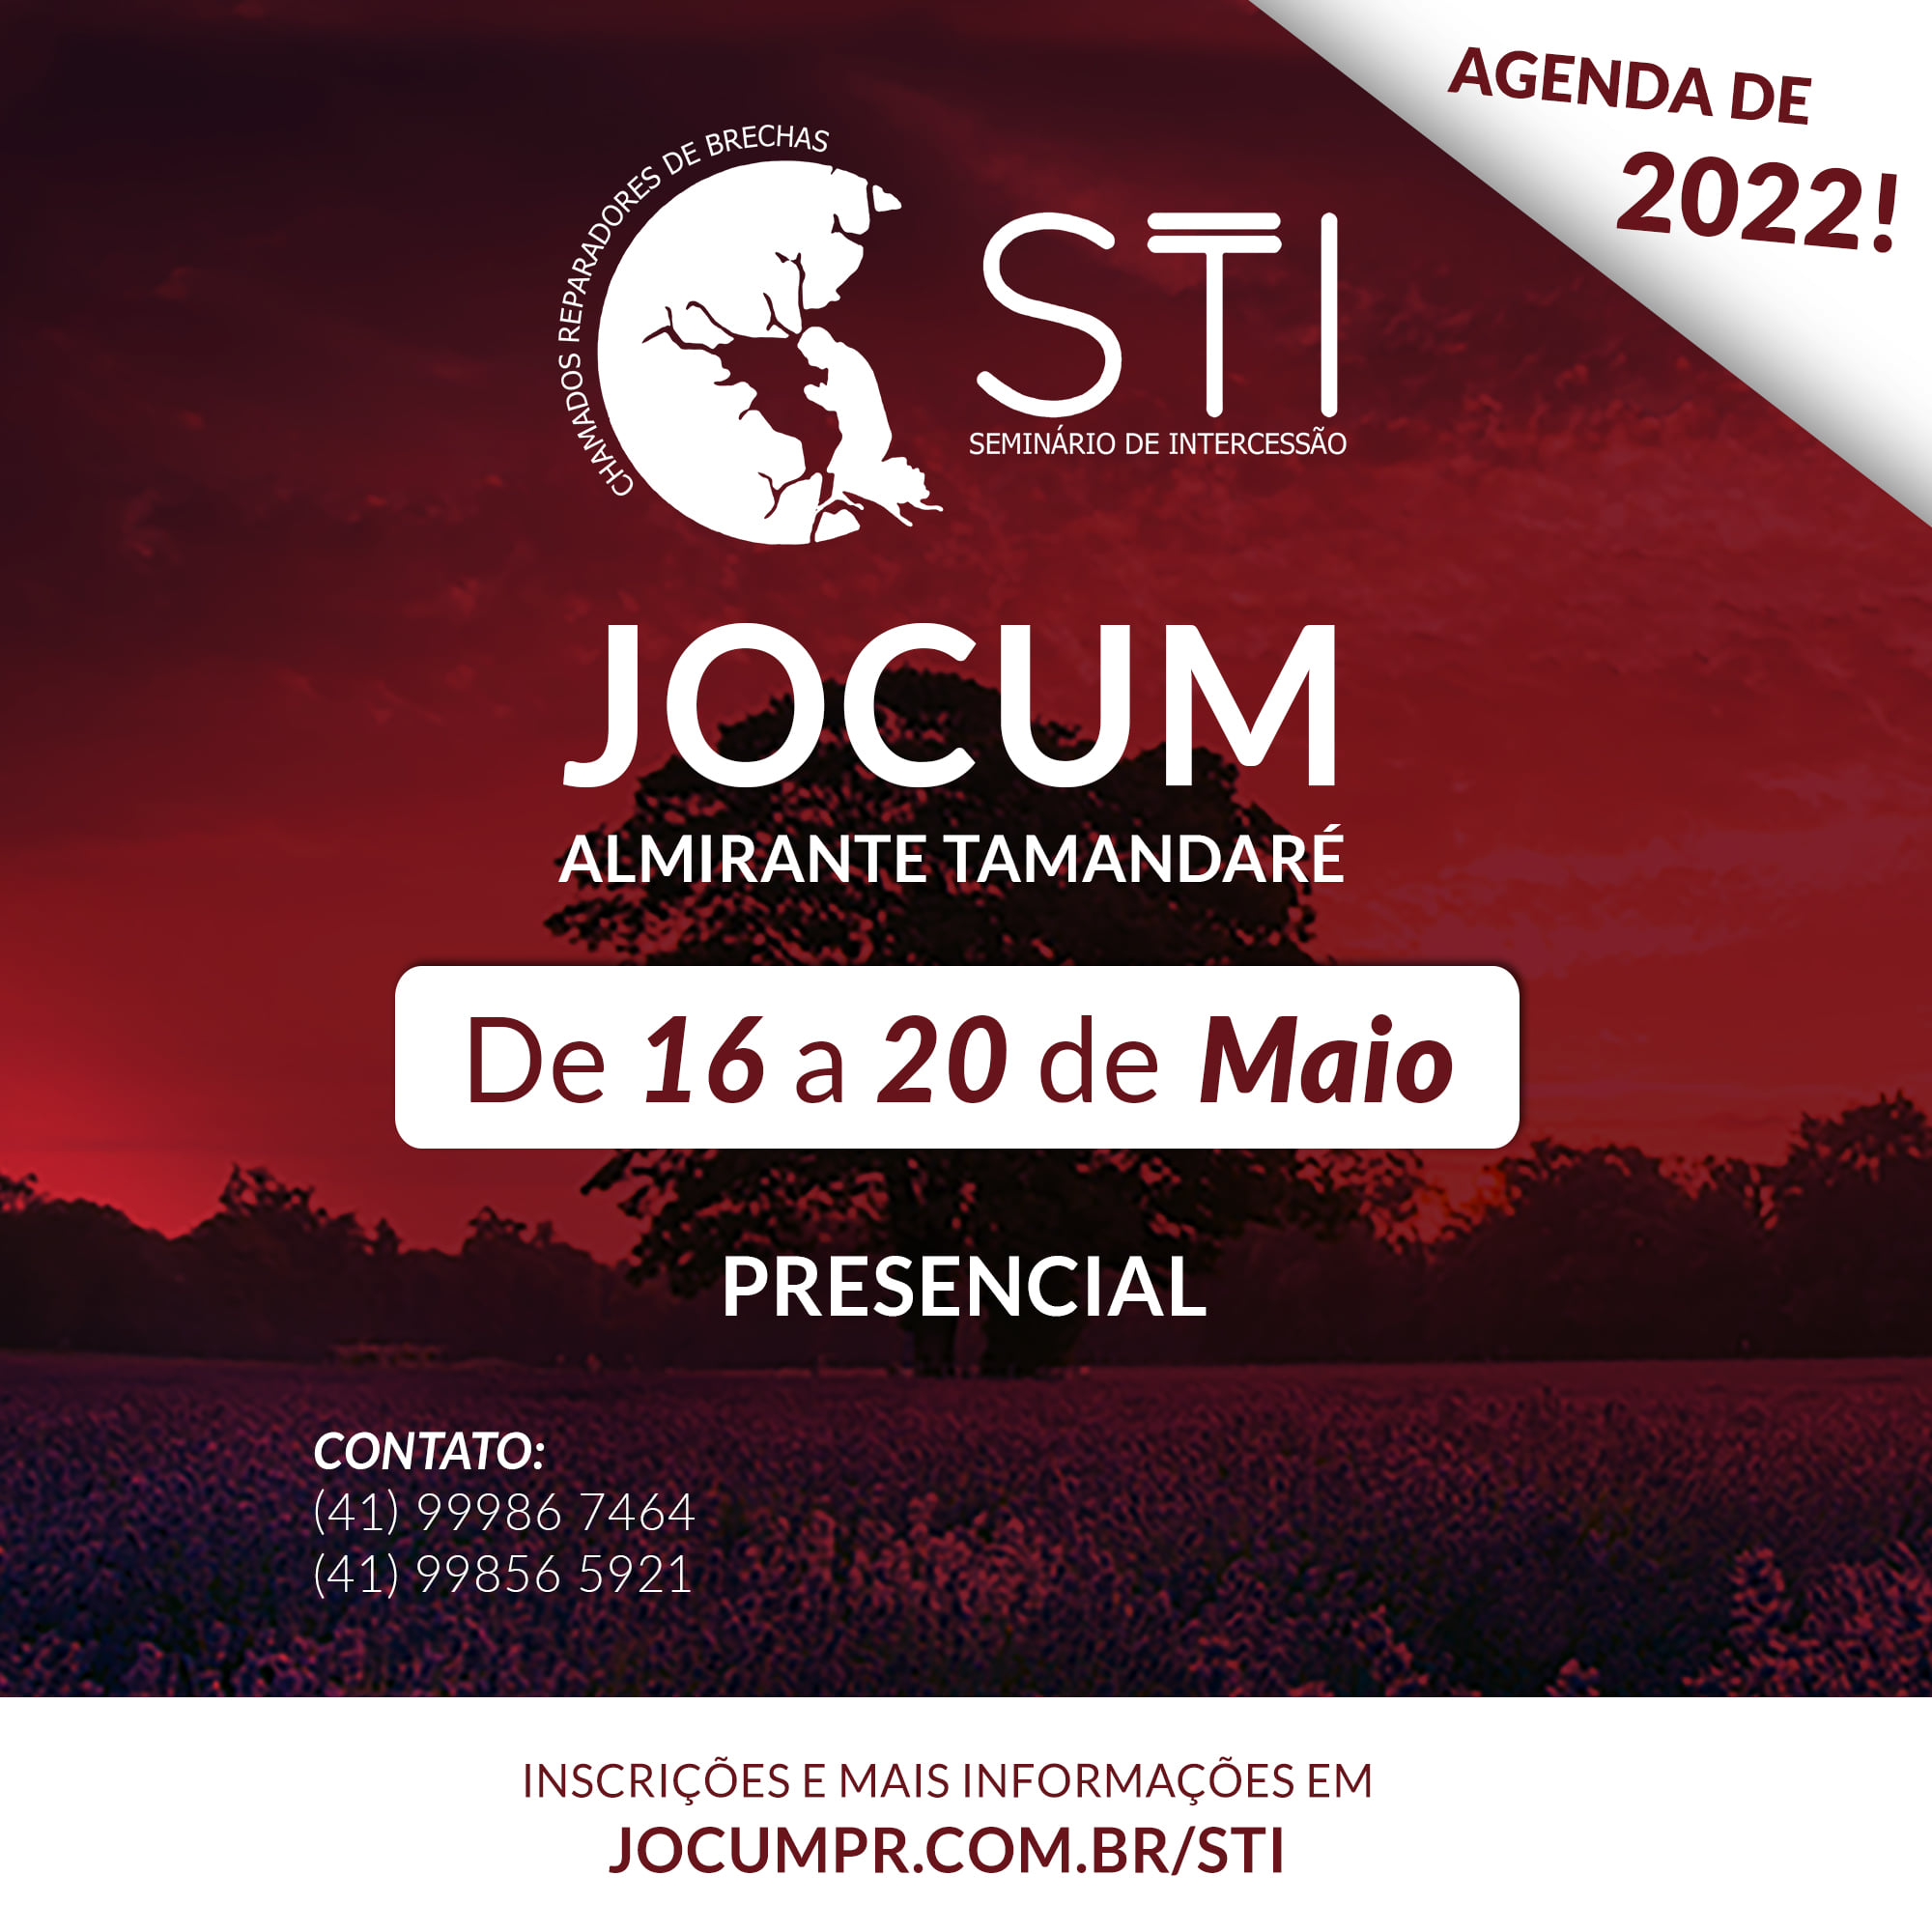 AGENDA DE
2022!
CHAMADOS REPARADORES DE BRECHAS
STI
SEMINÁRIO DE INTERCESSÃO
JOCUM
ALMIRANTE TAMANDARÉ
De 16 a 20 de Maio
PRESENCIAL
CONTATO:
(41) 99986 7464
(41) 99856 5921
INSCRIÇÕES E MAIS INFORMAÇÕES EM
JOCUMPR.COM.BR/STI